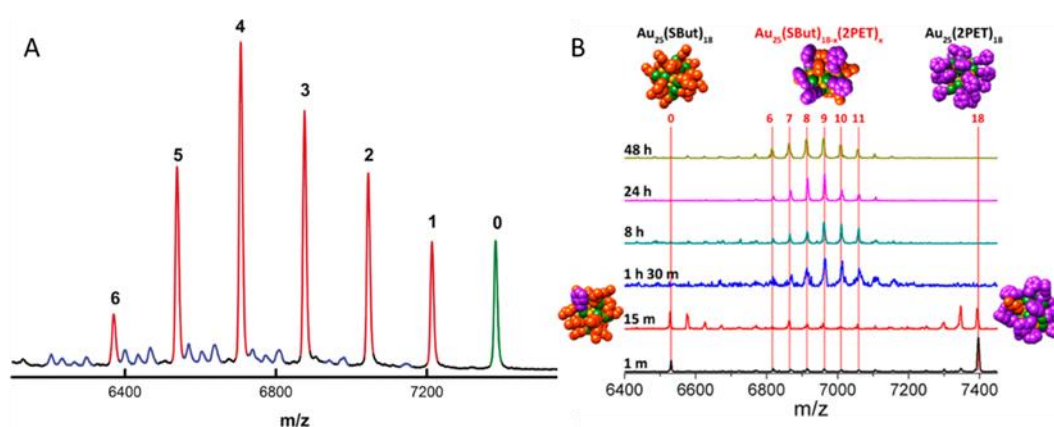 A
4
3
5
2
1
0
6
6400
6800
7200
m/z
B
Au25(SBut)18
Au25(SBut)18-x(2PET)x
Au25(2PET)18
0
6
7
8
9
10
11
18
48 h
24 h
8 h
1 h 30 m
15 m
1 m
6400
6600
6800
7000
7200
7400
m/z